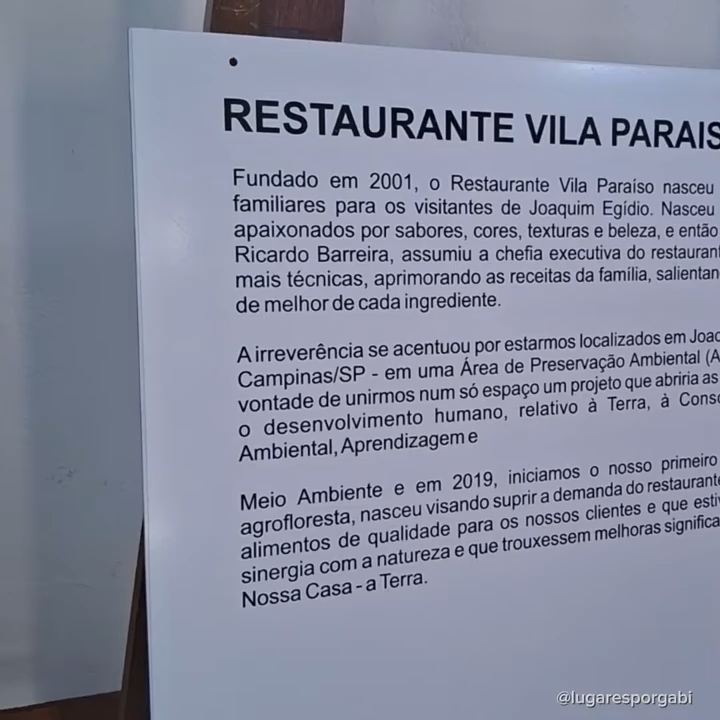 RESTAURANTE VILA PARAIS
Fundado em 2001, o Restaurante Vila Paraíso nasceu
familiares para os visitantes de Joaquim Egídio. Nasceu
apaixonados por sabores, cores, texturas e beleza, e então
Ricardo Barreira, assumiu a chefia executiva do restauran
mais técnicas, aprimorando as receitas da família, salientan
de melhor de cada ingrediente.
A irreverência se acentuou por estarmos localizados em Joa
Campinas/SP - em uma Área de Preservação Ambiental (A
vontade de unirmos num só espaço um projeto que abriria as
o desenvolvimento humano, relativo à Terra, à Cons
Ambiental, Aprendizagem e
Meio Ambiente e em 2019, iniciamos o nosso primeiro
agrofloresta, nasceu visando suprir a demanda do restaurant
alimentos de qualidade para os nossos clientes e que esti
sinergia com a natureza e que trouxessem melhoras significa
Nossa Casa - a Terra.
@lugaresporgabi